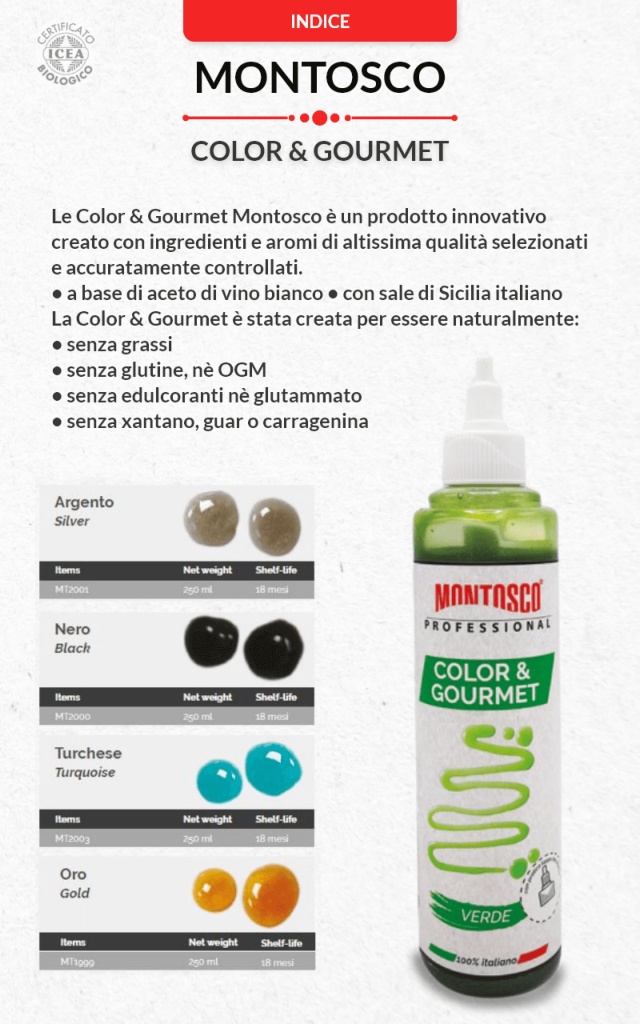 INDICE
CERTIFICATO
ICEA
BIOLOGICO
MONTOSCO
COLOR & GOURMET
Le Color & Gourmet Montosco è un prodotto innovativo
creato con ingredienti e aromi di altissima qualità selezionati
e accuratamente controllati.
● a base di aceto di vino bianco ● con sale di Sicilia italiano
La Color & Gourmet è stata creata per essere naturalmente:
● senza grassi
● senza glutine, nè OGM
● senza edulcoranti nè glutammato
● senza xantano, guar o carragenina
Argento
Silver
Items Net weight Shelf-life
MT2001 250 ml 18 mesi
Nero
Black
Items Net weight Shelf-life
MT2000 250 ml 18 mesi
Turchese
Turquoise
Items Net weight Shelf-life
MT2003 250 ml 18 mesi
Oro
Gold
Items Net weight Shelf-life
MT1999 250 ml 18 mesi
MONTOSCO
PROFESSIONAL
COLOR &
GOURMET
VERDE
100% italiano